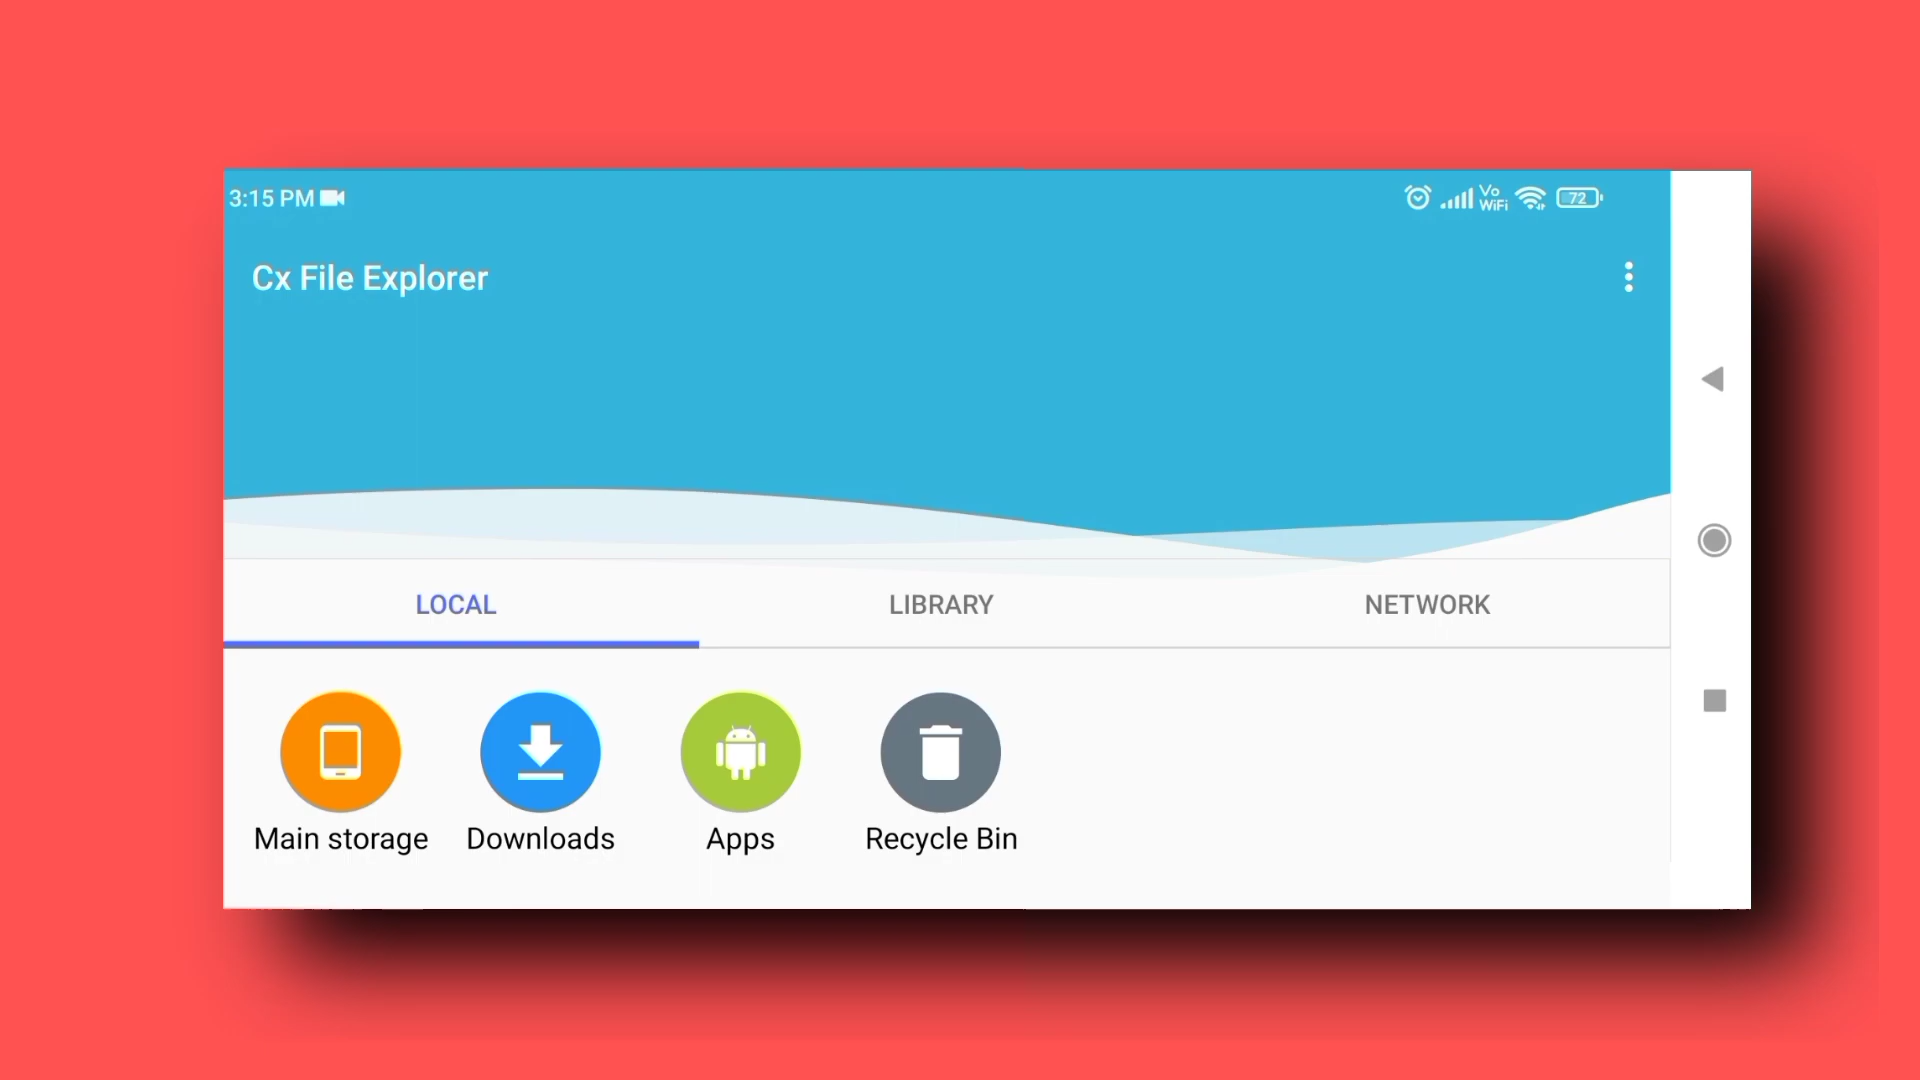 3:15 PM
Vo
WiFi
72
Cx File Explorer
LOCAL
LIBRARY
NETWORK
Main storage
Downloads
Apps
Recycle Bin